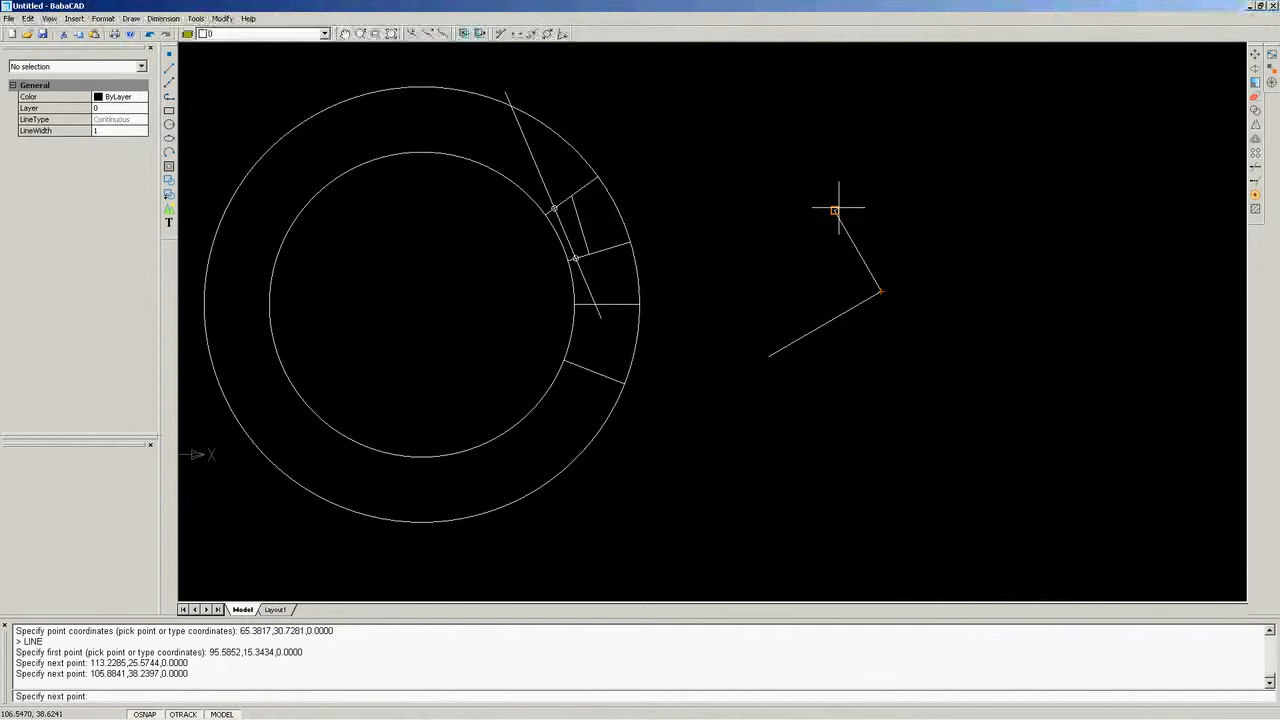 Untitled - BabaCAD
File Edit View Insert Format Draw Dimension Tools Modify Help
0
No selection
General
Color ByLayer
Layer 0
LineType Continuous
LineWidth 1
T
X
Model Layout1
Specify point coordinates (pick point or type coordinates): 65.3817,30.7281,0.0000
> LINE
Specify first point (pick point or type coordinates): 95.5852,15.3434,0.0000
Specify next point: 113.2285,25.5744,0.0000
Specify next point: 105.8841,38.2397,0.0000
Specify next point:
106.5470, 38.6241 OSNAP OTRACK MODEL